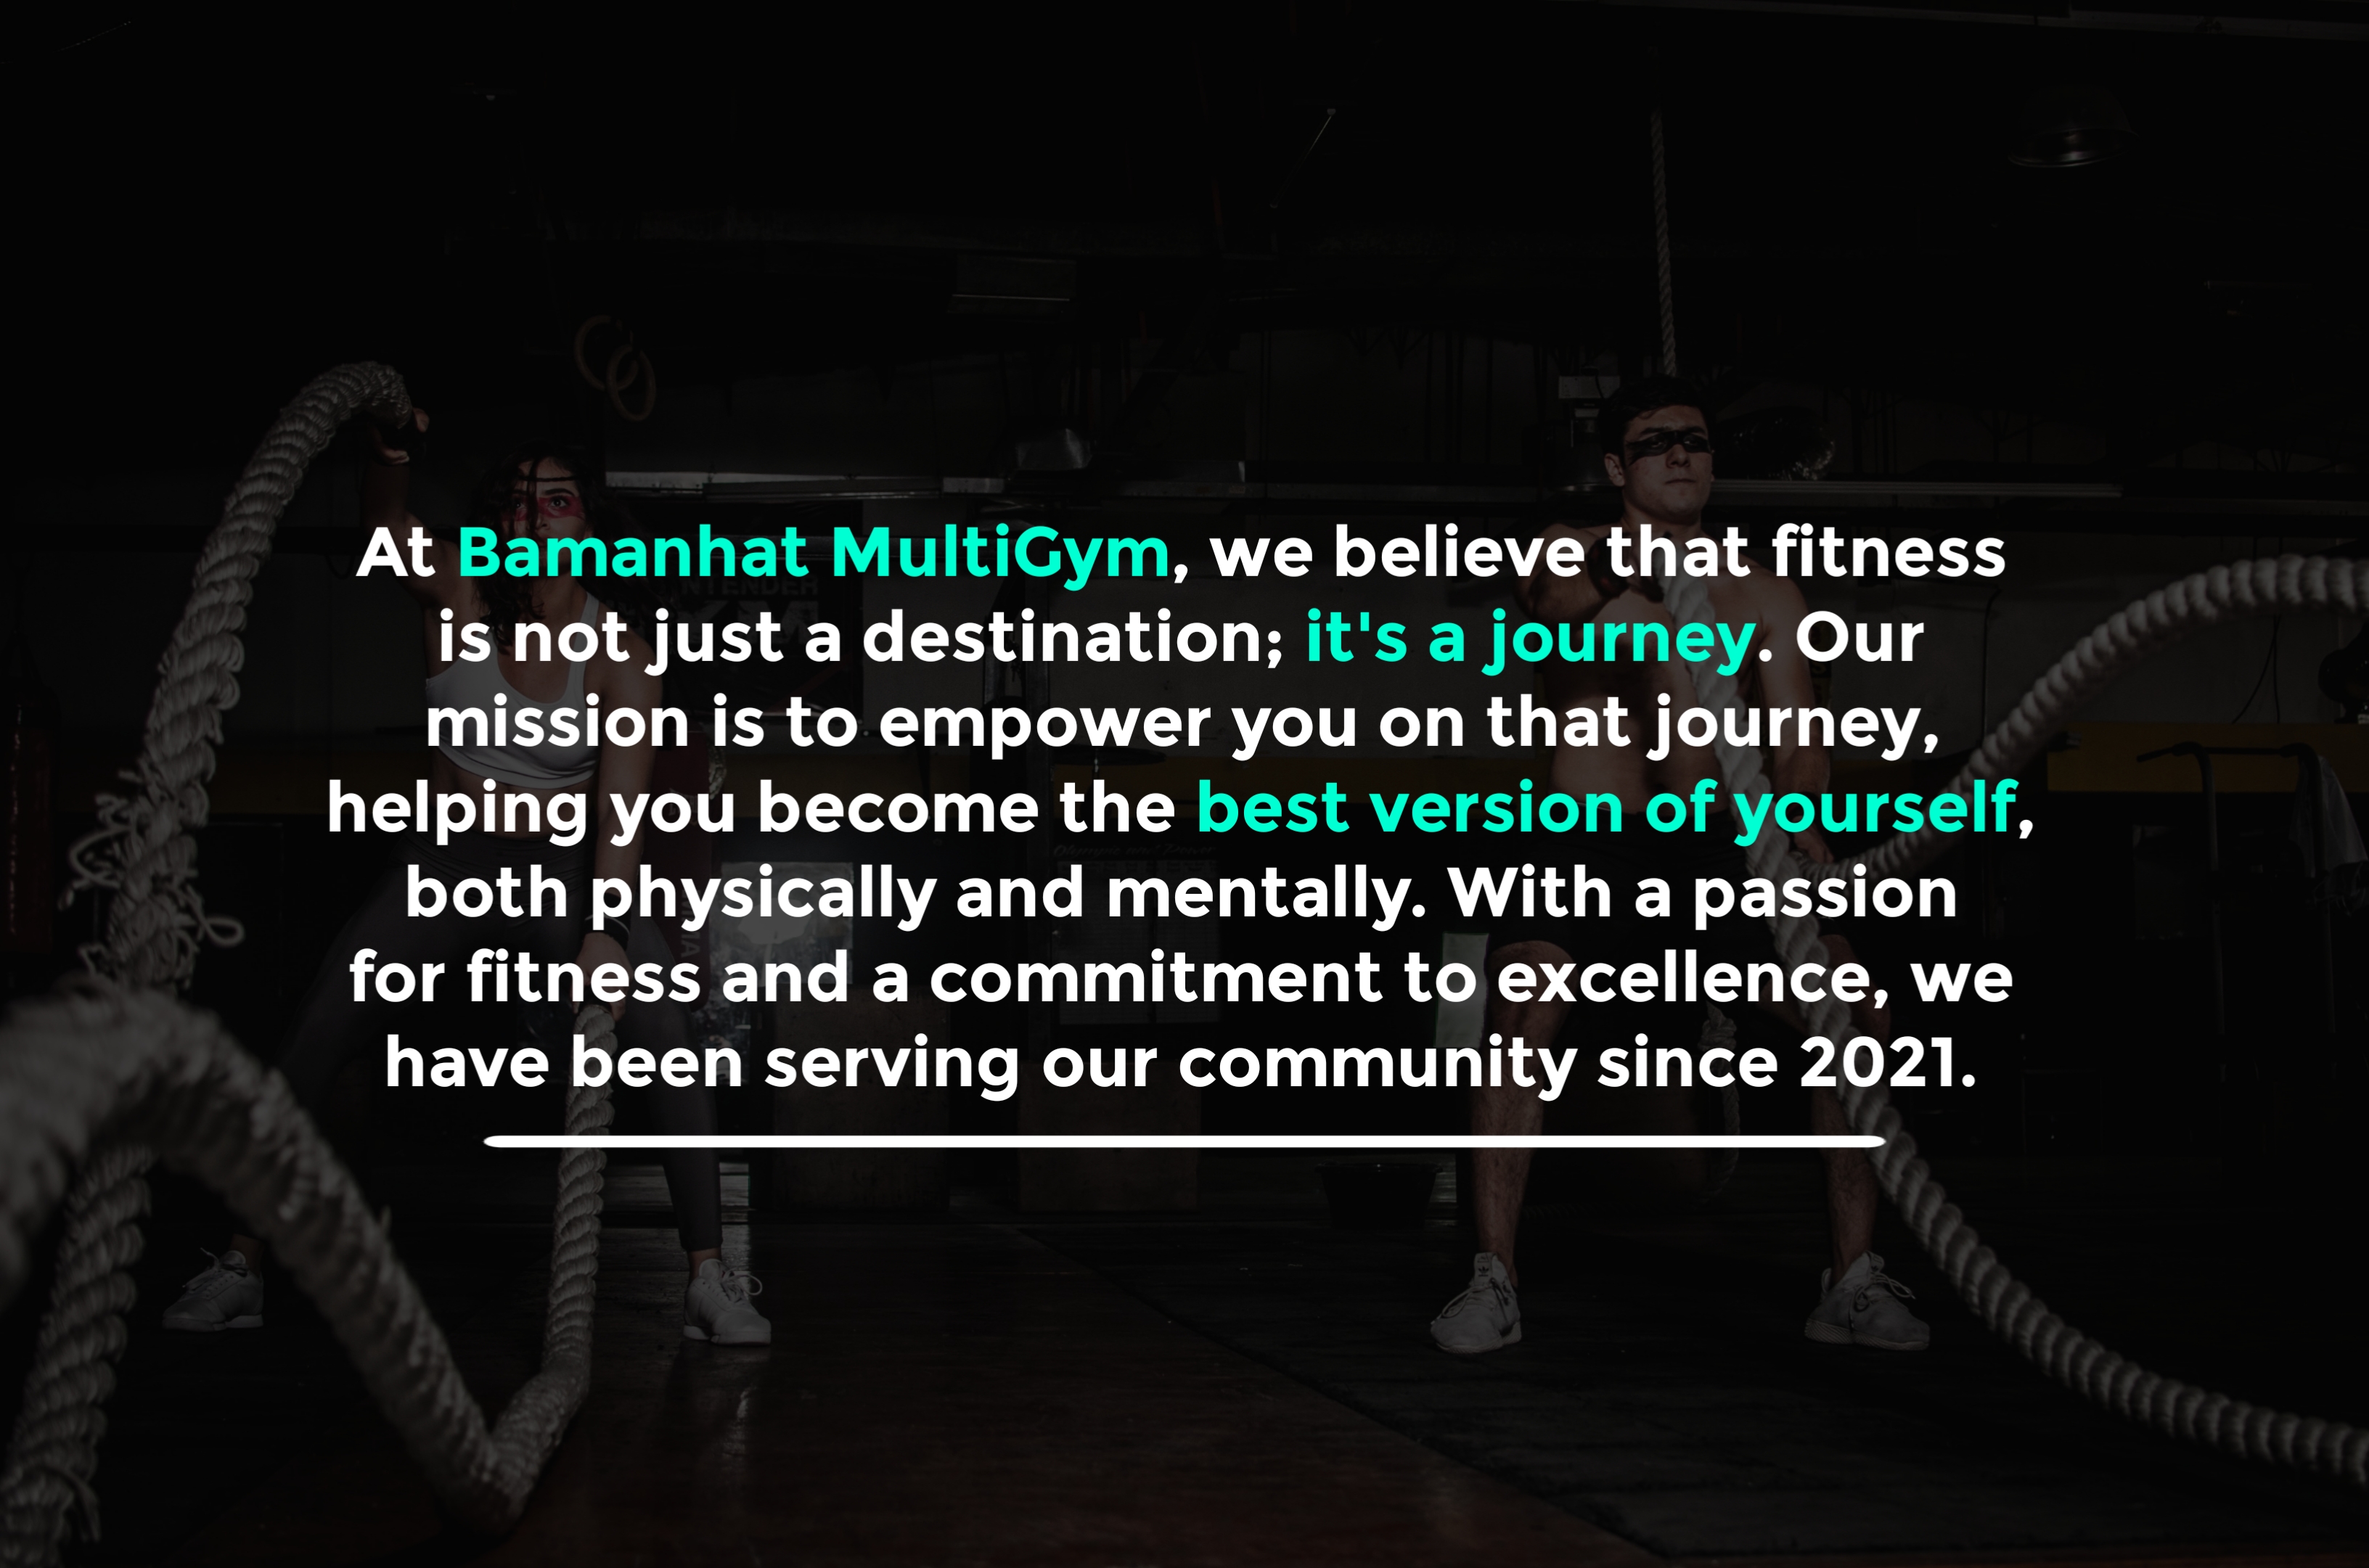 At Bamanhat MultiGym, we believe that fitness
is not just a destination; it's a journey. Our
mission is to empower you on that journey,
helping you become the best version of yourself,
both physically and mentally. With a passion
for fitness and a commitment to excellence, we
have been serving our community since 2021.